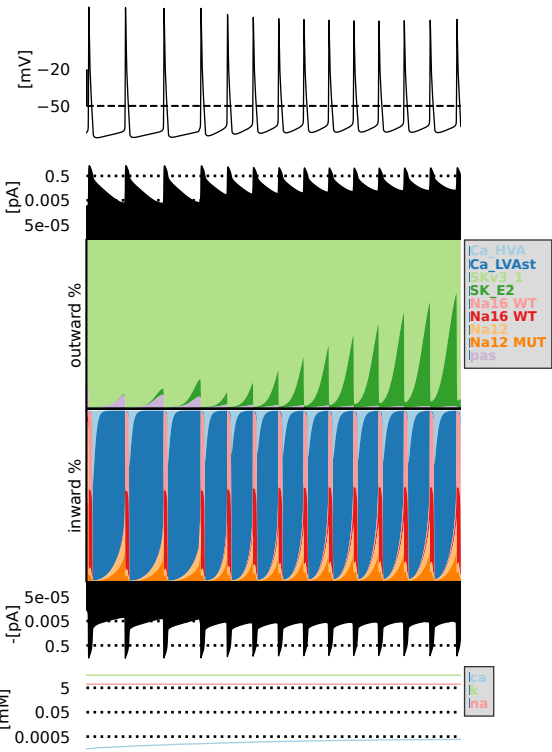 [mV]
−20
−50
[pA]
0.5
0.005
5e-05
outward %
Ca_HVA
Ca_LVAst
SKv3_1
SK_E2
Na16 WT
Na16 WT
Na12
Na12 MUT
pas
inward %
-[pA]
5e-05
0.005
0.5
[mM]
5
0.05
0.0005
ca
k
na